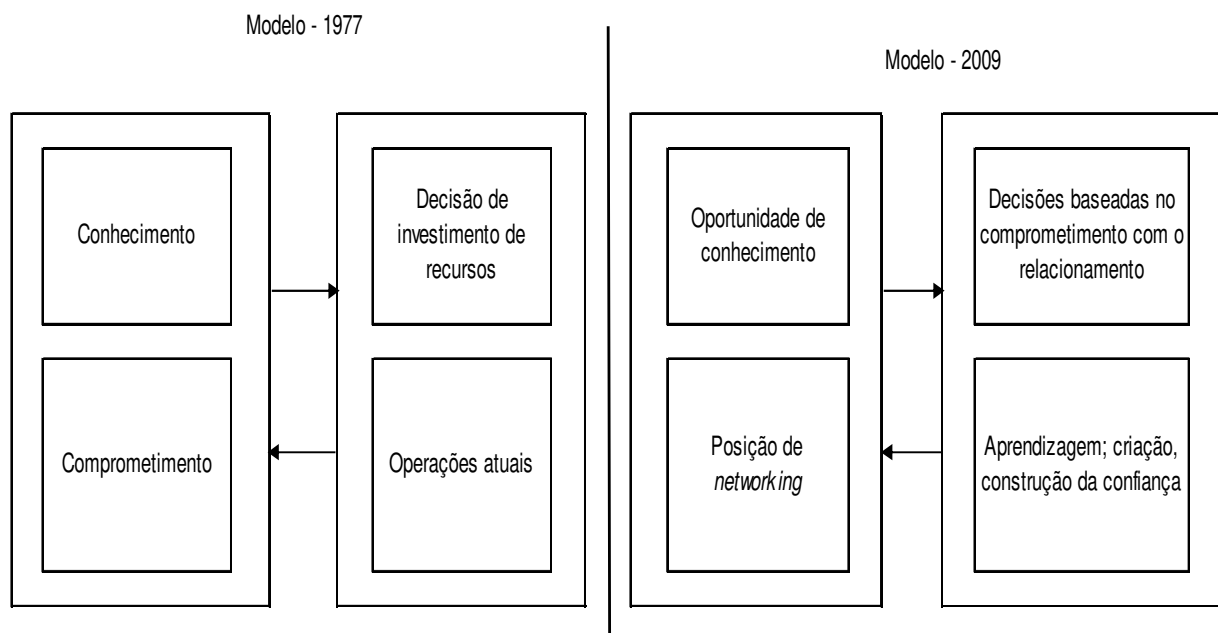 Modelo - 1977
Conhecimento
Decisão de
investimento de
recursos
Comprometimento
Operações atuais
Modelo - 2009
Oportunidade de
conhecimento
Decisões baseadas no
comprometimento com o
relacionamento
Posição de
networking
Aprendizagem; criação,
construção da confiança